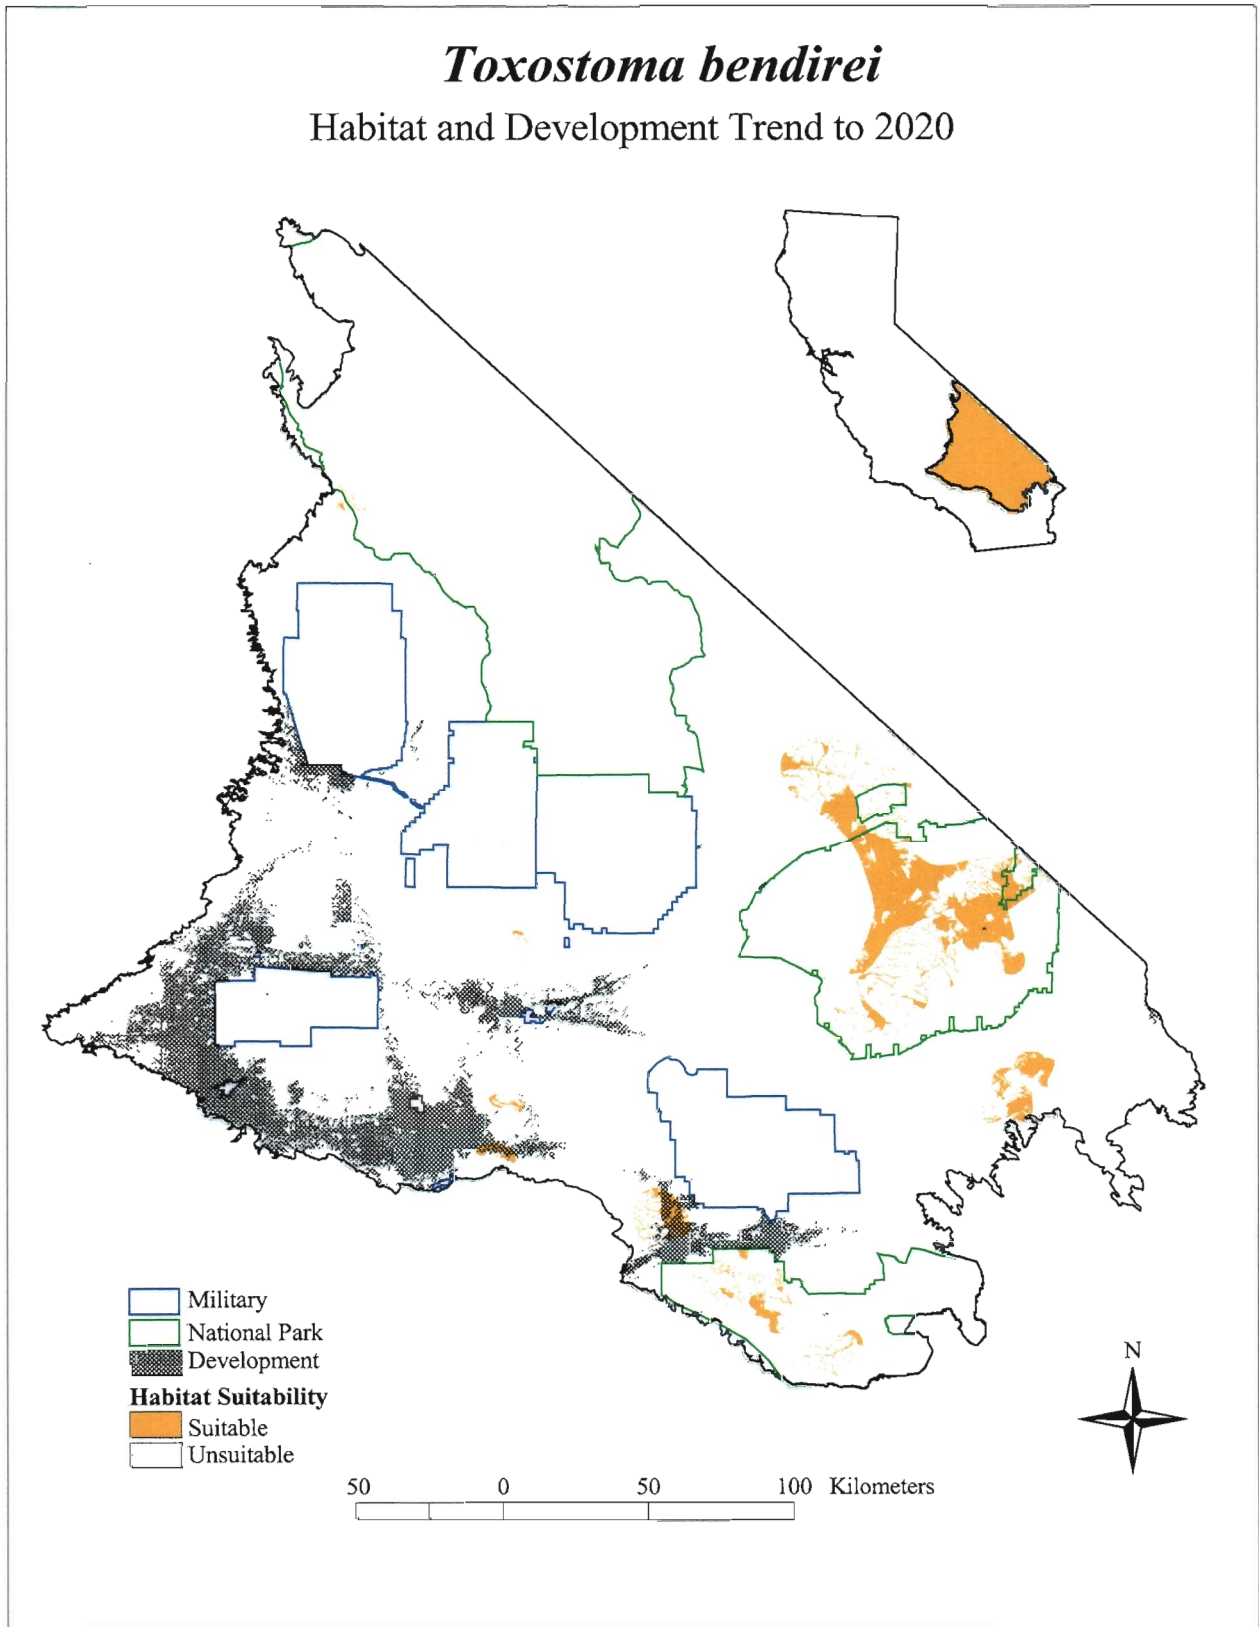 Toxostoma bendirei
Habitat and Development Trend to 2020
Military
National Park
Development
Habitat Suitability
Suitable
Unsuitable
N
50 0 50 100 Kilometers